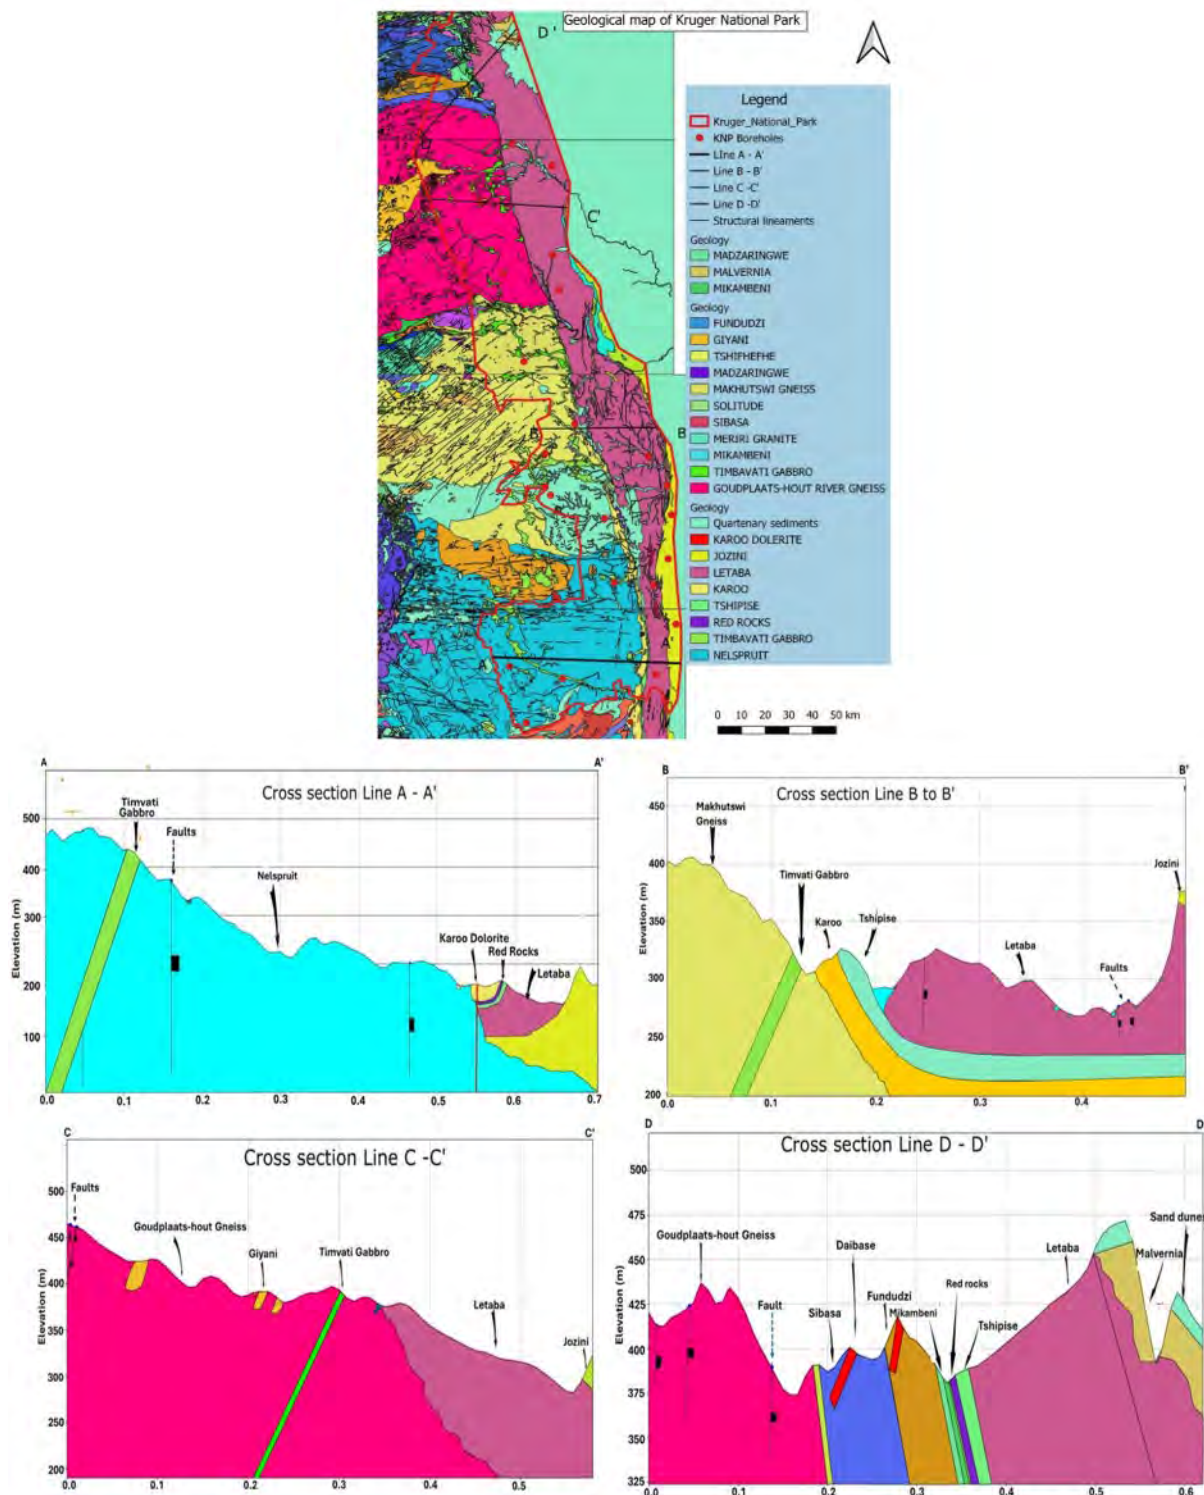 Geological map of Kruger National Park
D'
C
C'
B
B
A'
Legend
Kruger_National_Park
KNP Boreholes
LIne A - A'
Line B - B'
Line C -C'
Line D -D'
Structural lineaments
Geology
MADZARINGWE
MALVERNIA
MIKAMBENI
Geology
FUNDUDZI
GIYANI
TSHIFHEFHE
MADZARINGWE
MAKHUTSWI GNEISS
SOLITUDE
SIBASA
MERIRI GRANITE
MIKAMBENI
TIMBAVATI GABBRO
GOUDPLAATS-HOUT RIVER GNEISS
Geology
Quartenary sediments
KAROO DOLERITE
JOZINI
LETABA
KAROO
TSHIPISE
RED ROCKS
TIMBAVATI GABBRO
NELSPRUIT
0 10 20 30 40 50 km
A A'
Cross section Line A - A'
Timvati
Gabbro
Faults
Nelspruit
Karoo Dolorite
Red Rocks
Letaba
Elevation (m)
500
400
300
200
100
0.0 0.1 0.2 0.3 0.4 0.5 0.6 0.7
B B'
Cross section Line B to B'
Makhutswi
Gneiss
Timvati Gabbro
Karoo
Tshipise
Letaba
Faults
Jozini
Elevation (m)
450
400
350
300
250
200
0.0 0.1 0.2 0.4
C C'
Cross section Line C -C'
Faults
Goudplaats-hout Gneiss
Giyani
Timvati Gabbro
Letaba
Jozini
Elevation (m)
500
450
400
350
300
250
200
0.0 0.1 0.2 0.3 0.4 0.5
D D'
Cross section Line D - D'
Goudplaats-hout Gneiss
Fault
Sibasa
Daibase
Fundudzi
Mikambeni
Red rocks
Tshipise
Letaba
Malvernia
Sand dunes
Elevation (m)
500
475
450
425
400
375
350
325
0.0 0.1 0.2 0.3 0.4 0.5 0.6